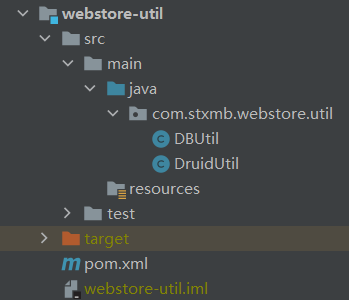 webstore-util
src
main
java
com.stxmb.webstore.util
DBUtil
DruidUtil
resources
test
target
pom.xml
webstore-util.iml